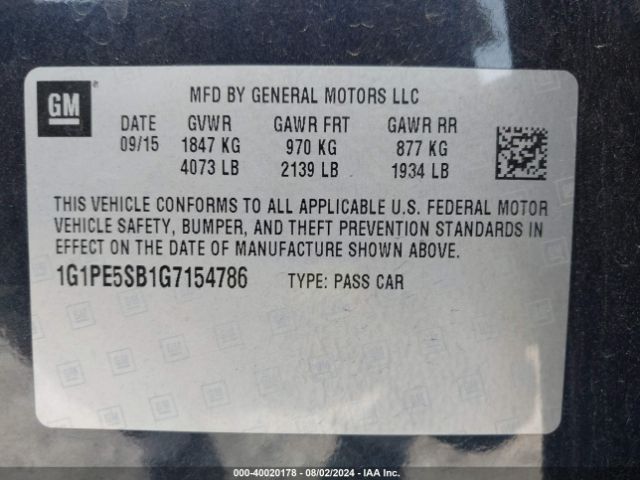 GM
MFD BY GENERAL MOTORS LLC
DATE GVWR GAWR FRT GAWR RR
09/15 1847 KG 970 KG 877 KG
4073 LB 2139 LB 1934 LB
THIS VEHICLE CONFORMS TO ALL APPLICABLE U.S. FEDERAL MOTOR
VEHICLE SAFETY, BUMPER, AND THEFT PREVENTION STANDARDS IN
EFFECT ON THE DATE OF MANUFACTURE SHOWN ABOVE.
1G1PE5SB1G7154786 TYPE: PASS CAR
000-40020178 - 08/02/2024 - IAA Inc.